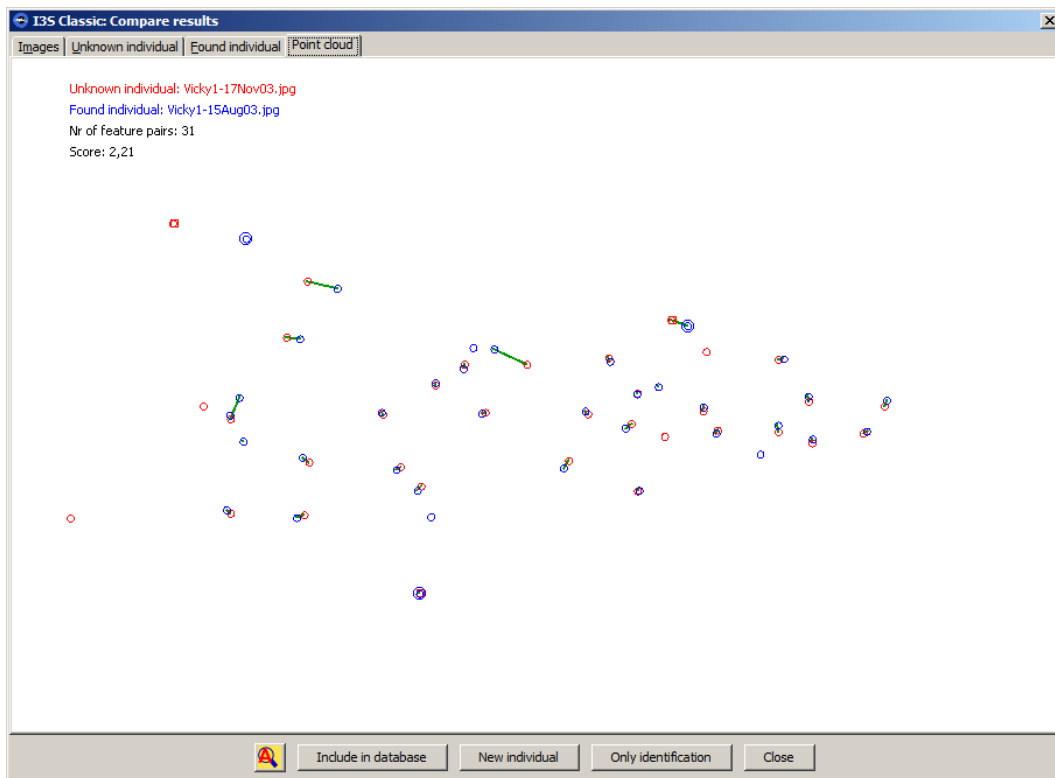 I3S Classic: Compare results
Images Unknown individual Found individual Point cloud
Unknown individual: Vicky1-17Nov03.jpg
Found individual: Vicky1-15Aug03.jpg
Nr of feature pairs: 31
Score: 2,21
A Include in database New individual Only identification Close